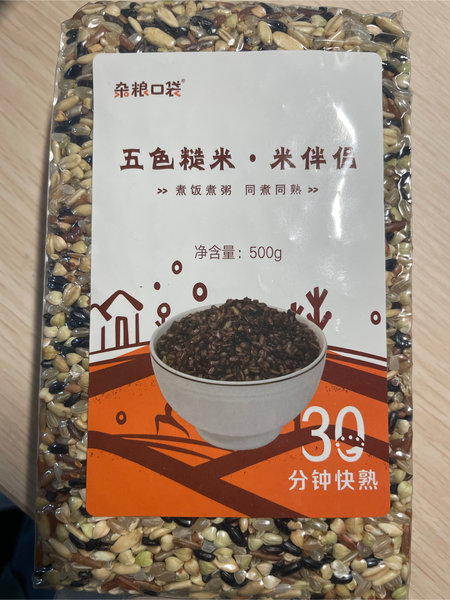 杂粮口袋®
五色糙米·米伴侣
>> 煮饭煮粥 同煮同熟 >>
净含量：500g
30
分钟快熟